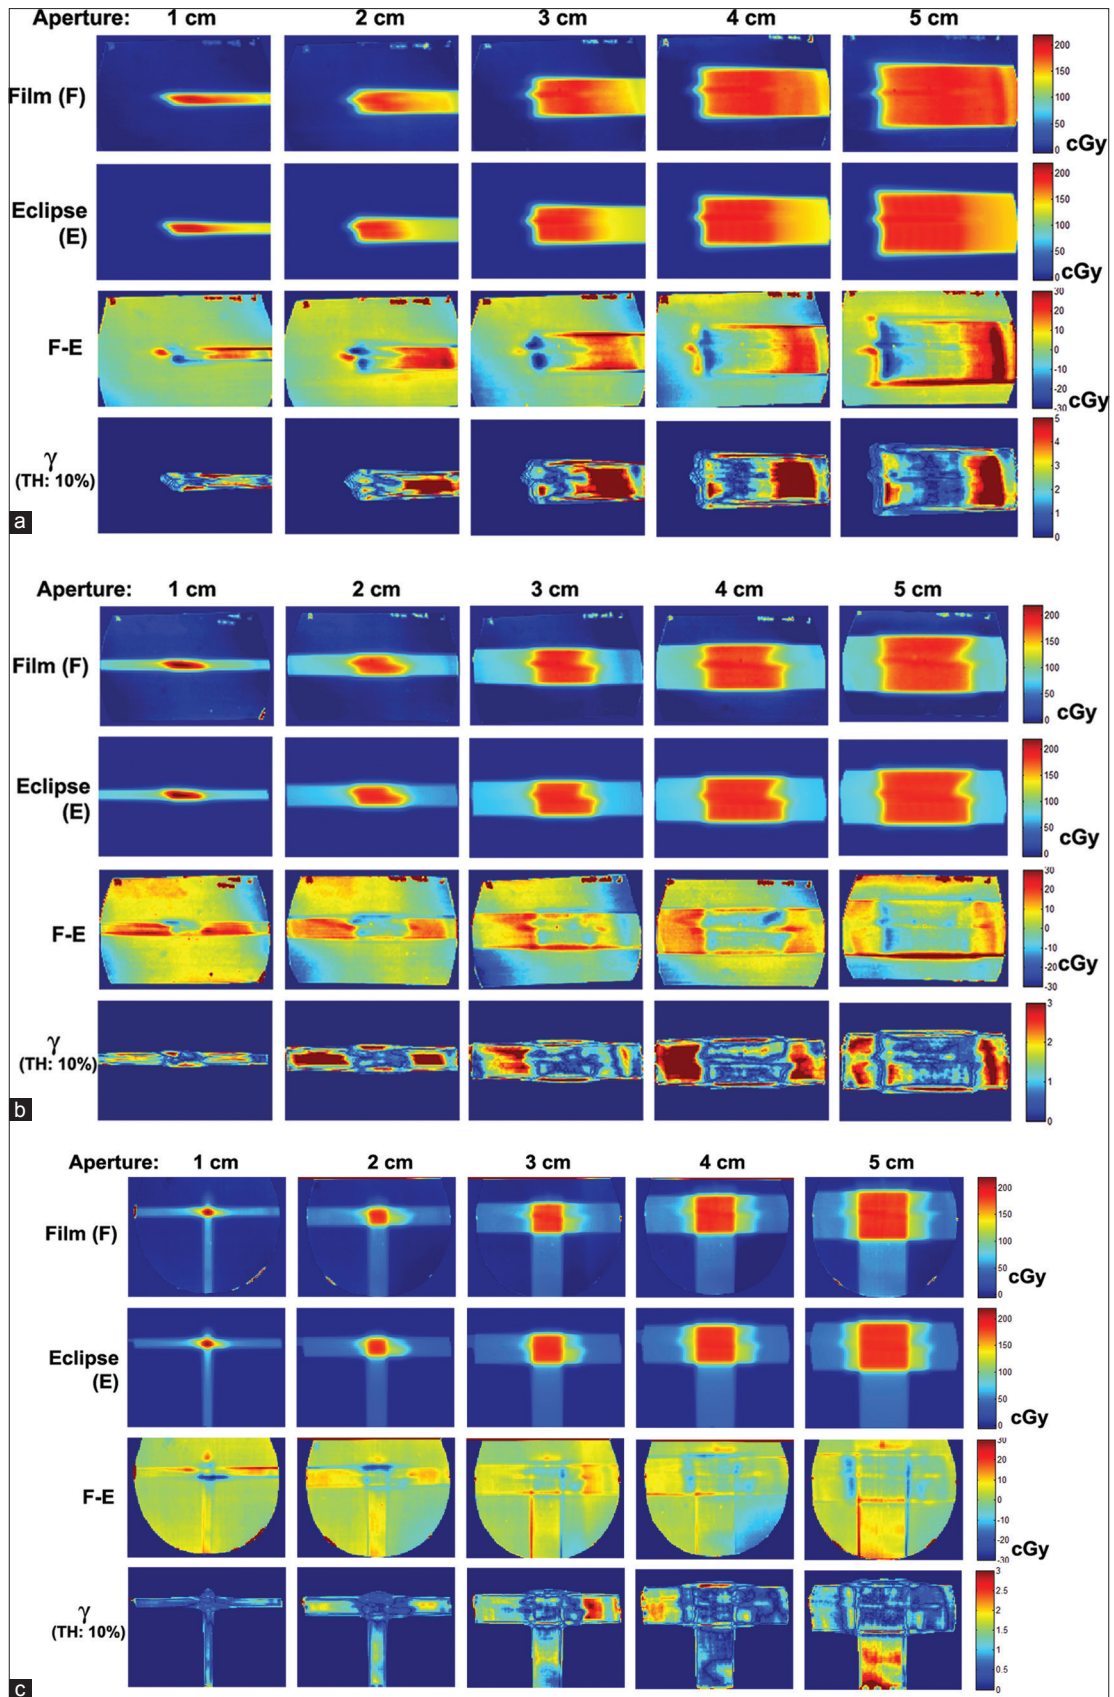 Aperture: 1 cm 2 cm 3 cm 4 cm 5 cm
Film (F)
200
150
100
50
0
cGy
Eclipse
(E)
200
150
100
50
0
cGy
F-E
30
20
10
0
-10
-20
-30
cGy
γ
(TH: 10%)
5
4
3
2
1
0
a
Aperture: 1 cm 2 cm 3 cm 4 cm 5 cm
Film (F)
200
150
100
50
0
cGy
Eclipse
(E)
200
150
100
50
0
cGy
F-E
30
20
10
0
-10
-20
-30
cGy
γ
(TH: 10%)
3
2
1
0
b
Aperture: 1 cm 2 cm 3 cm 4 cm 5 cm
Film (F)
200
150
100
50
0
cGy
Eclipse
(E)
200
150
100
50
0
cGy
F-E
30
20
10
0
-10
-20
-30
cGy
γ
(TH: 10%)
3
2.5
2
1.5
1
0.5
0
c